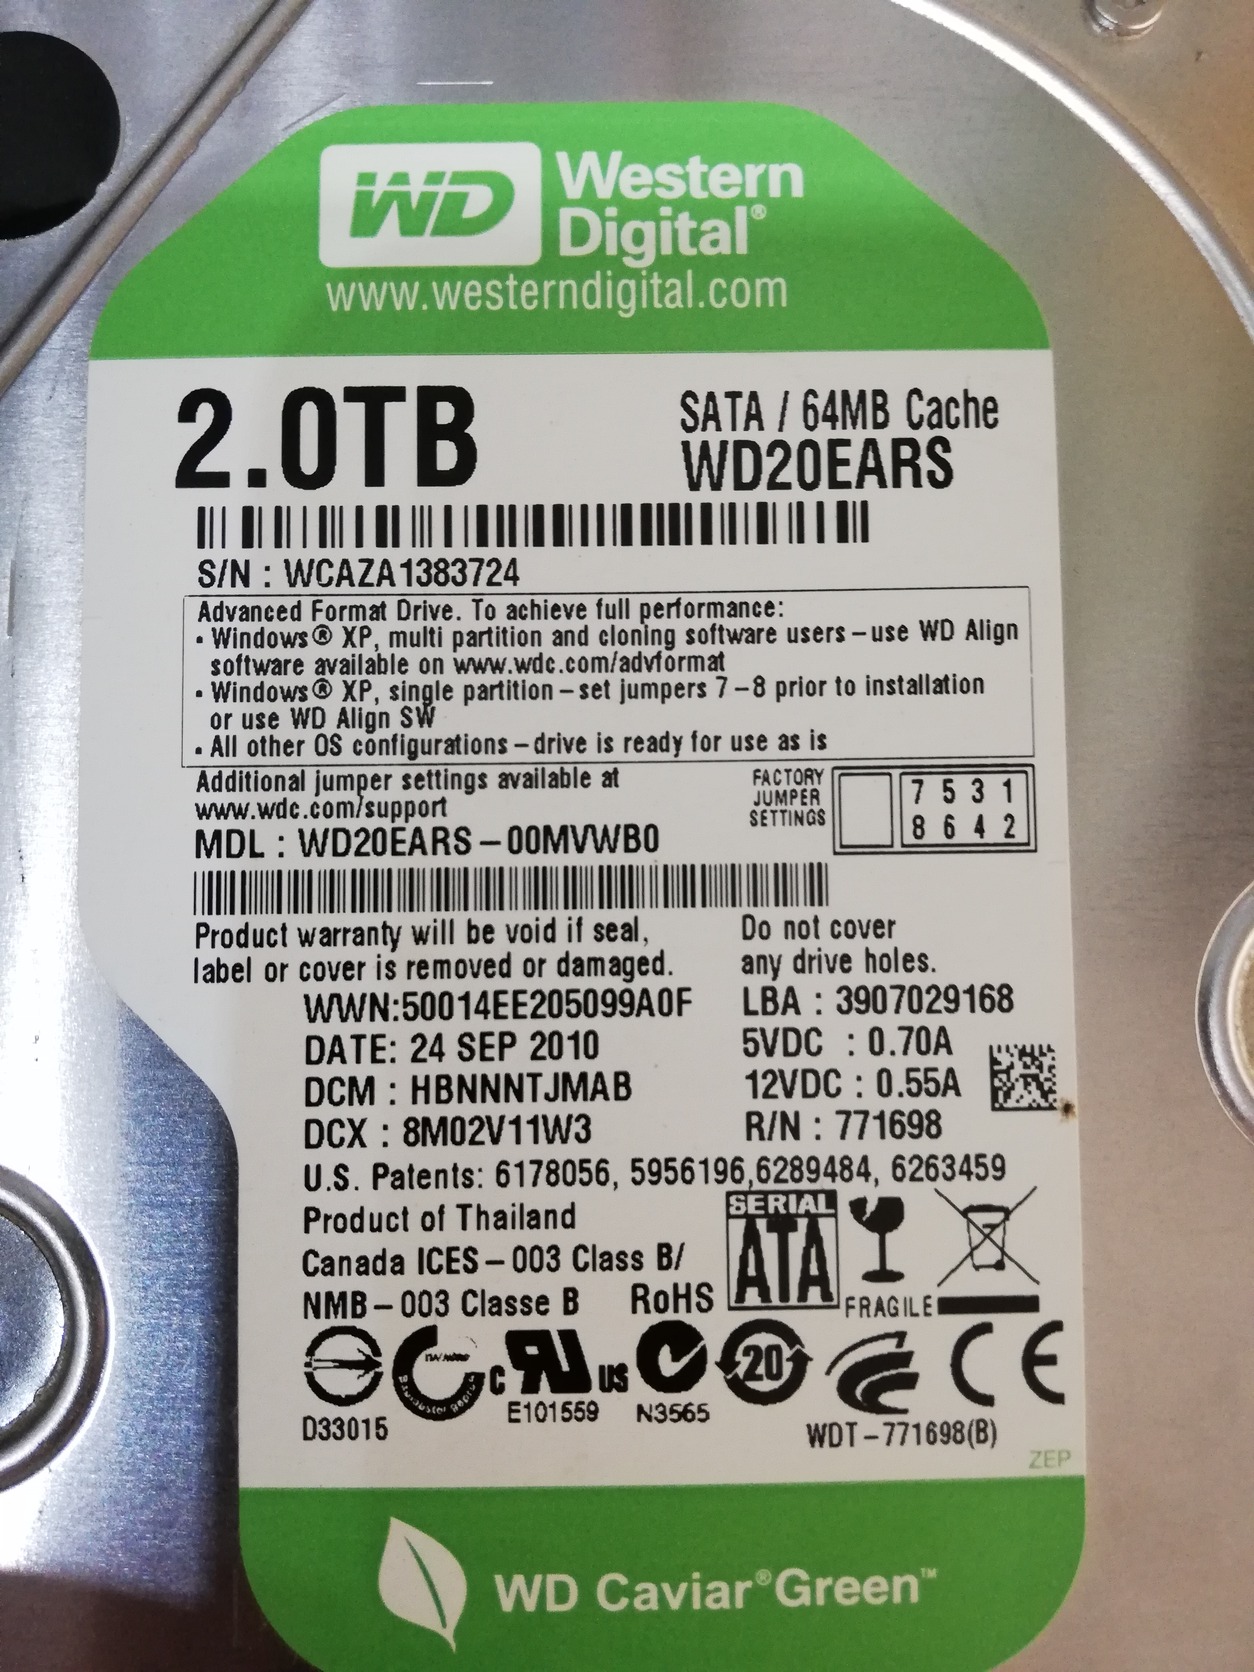 WD Western
Digital®
www.westerndigital.com
2.0TB
SATA / 64MB Cache
WD20EARS
S/N : WCAZA1383724
Advanced Format Drive. To achieve full performance:
• Windows® XP, multi partition and cloning software users – use WD Align
software available on www.wdc.com/advformat
• Windows® XP, single partition – set jumpers 7–8 prior to installation
or use WD Align SW
• All other OS configurations – drive is ready for use as is
Additional jumper settings available at
www.wdc.com/support
FACTORY
JUMPER
SETTINGS
7 5 3 1
8 6 4 2
MDL : WD20EARS – 00MVWB0
Product warranty will be void if seal,
label or cover is removed or damaged.
Do not cover
any drive holes.
WWN:50014EE205099A0F
LBA : 3907029168
DATE: 24 SEP 2010
5VDC : 0.70A
DCM : HBNNNTJMAB
12VDC : 0.55A
DCX : 8M02V11W3
R/N : 771698
U.S. Patents: 6178056, 5956196,6289484, 6263459
Product of Thailand
Canada ICES – 003 Class B/
NMB – 003 Classe B
RoHS
SERIAL
ATA
FRAGILE
D33015
c RU us
E101559
N3565
20
CE
WDT – 771698(B)
ZEP
WD Caviar® Green™